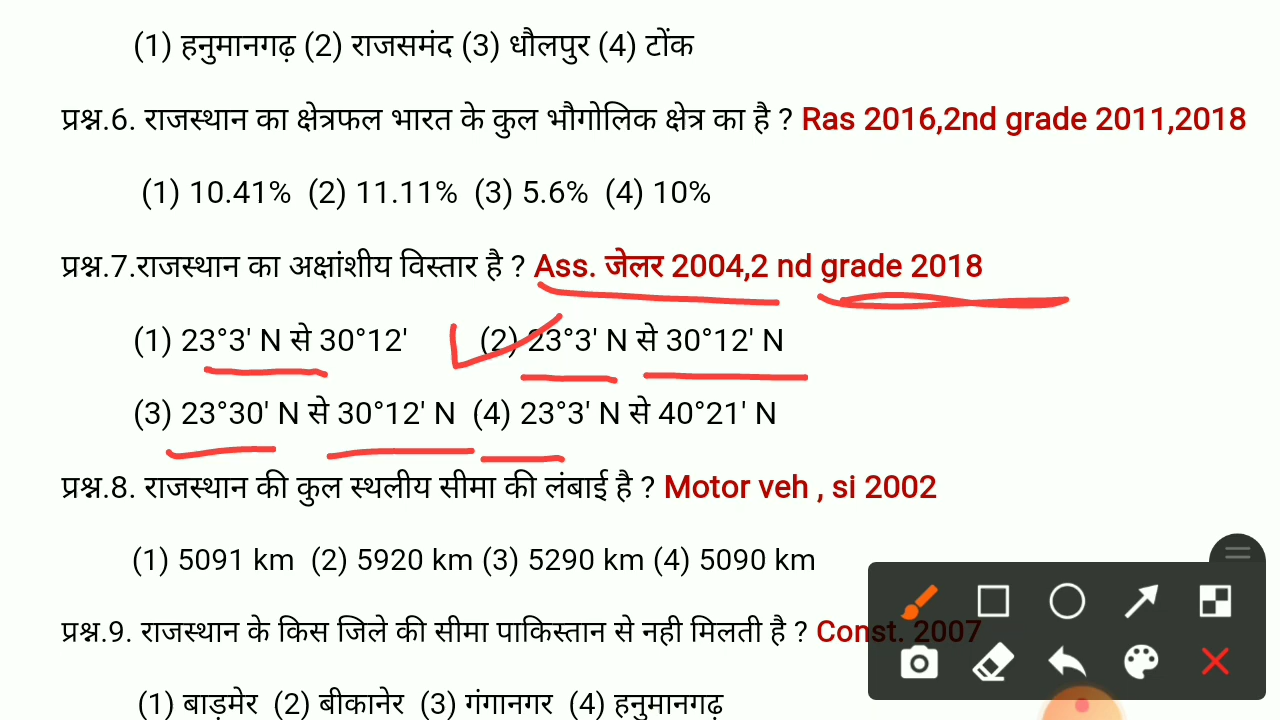 (1) हनुमानगढ़ (2) राजसमंद (3) धौलपुर (4) टोंक
प्रश्न.6. राजस्थान का क्षेत्रफल भारत के कुल भौगोलिक क्षेत्र का है ? Ras 2016,2nd grade 2011,2018
(1) 10.41% (2) 11.11% (3) 5.6% (4) 10%
प्रश्न.7.राजस्थान का अक्षांशीय विस्तार है ? Ass. जेलर 2004,2 nd grade 2018
(1) 23°3' N से 30°12' (2) 23°3' N से 30°12' N
(3) 23°30' N से 30°12' N (4) 23°3' N से 40°21' N
प्रश्न.8. राजस्थान की कुल स्थलीय सीमा की लंबाई है ? Motor veh , si 2002
(1) 5091 km (2) 5920 km (3) 5290 km (4) 5090 km
प्रश्न.9. राजस्थान के किस जिले की सीमा पाकिस्तान से नही मिलती है ? Const. 2007
(1) बाड़मेर (2) बीकानेर (3) गंगानगर (4) हनुमानगढ़